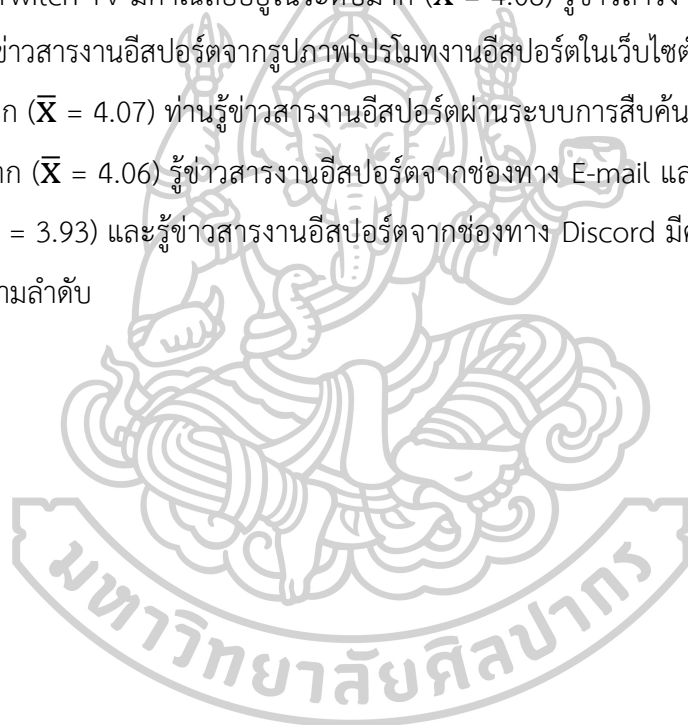 Twitch TV มีค่าเฉลี่ยอยู่ในระดับมาก (X̄ = 4.08) รู้ข่าวสารงา
ข่าวสารงานอีสปอร์ตจากรูปภาพโปรโมทงานอีสปอร์ตในเว็บไซต์
ก (X̄ = 4.07) ท่านรู้ข่าวสารงานอีสปอร์ตผ่านระบบการสืบค้น
าก (X̄ = 4.06) รู้ข่าวสารงานอีสปอร์ตจากช่องทาง E-mail แล
= 3.93) และรู้ข่าวสารงานอีสปอร์ตจากช่องทาง Discord มีค
ามลำดับ
มหาวิทยาลัยศิลปากร